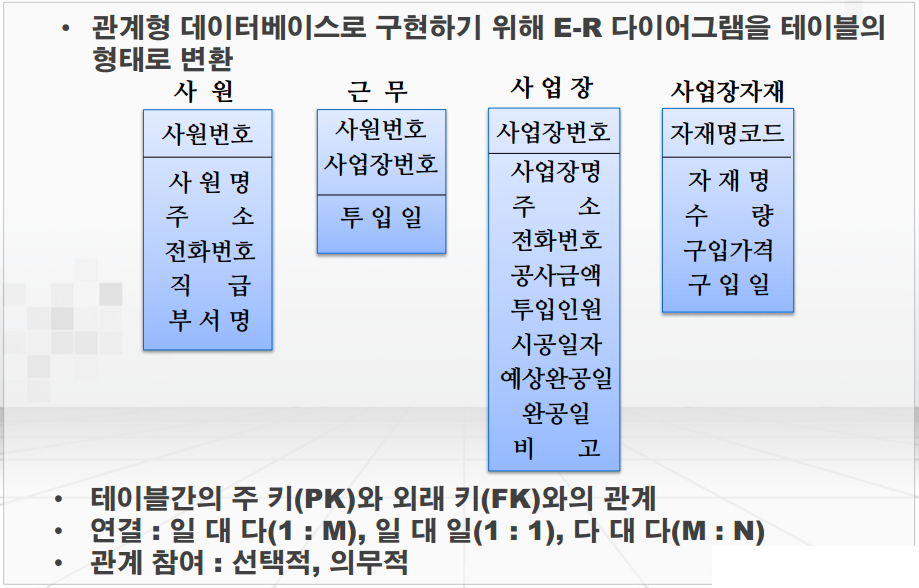 • 관계형 데이터베이스로 구현하기 위해 E-R 다이어그램을 테이블의
형태로 변환
사 원
사원번호
사 원 명
주 소
전화번호
직 급
부 서 명
근 무
사원번호
사업장번호
투 입 일
사 업 장
사업장번호
사업장명
주 소
전화번호
공사금액
투입인원
시공일자
예상완공일
완공일
비 고
사업장자재
자재명코드
자 재 명
수 량
구입가격
구 입 일
• 테이블간의 주 키(PK)와 외래 키(FK)와의 관계
• 연결 : 일 대 다(1 : M), 일 대 일(1 : 1), 다 대 다(M : N)
• 관계 참여 : 선택적, 의무적